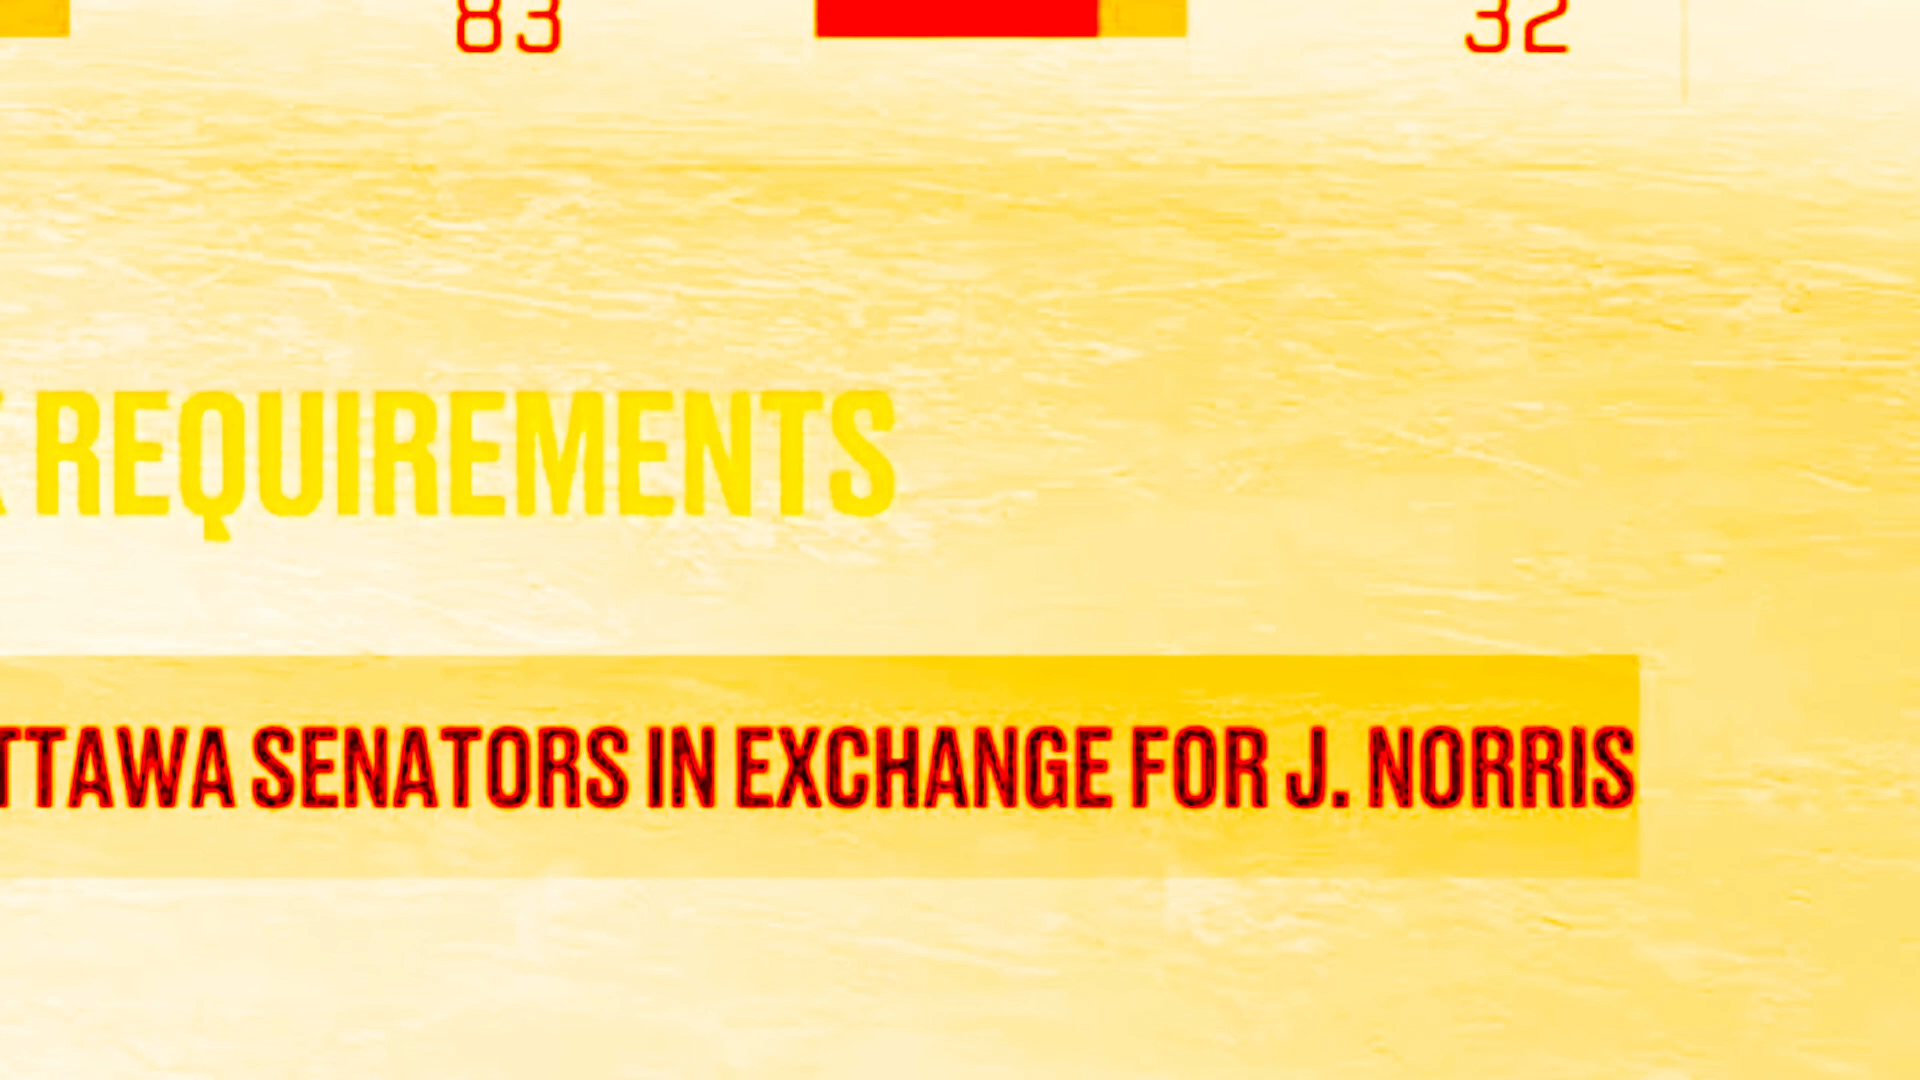 83 32
REQUIREMENTS
TTAWA SENATORS IN EXCHANGE FOR J. NORRIS